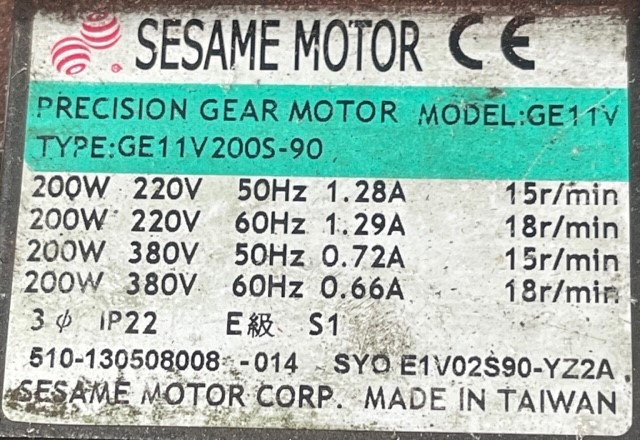 SESAME MOTOR CE
PRECISION GEAR MOTOR MODEL:GE11V
TYPE:GE11V200S-90
200W 220V 50Hz 1.28A 15r/min
200W 220V 60Hz 1.29A 18r/min
200W 380V 50Hz 0.72A 15r/min
200W 380V 60Hz 0.66A 18r/min
3φ IP22 E級 S1
510-130508008 -014 SYO E1V02S90-YZ2A
SESAME MOTOR CORP. MADE IN TAIWAN